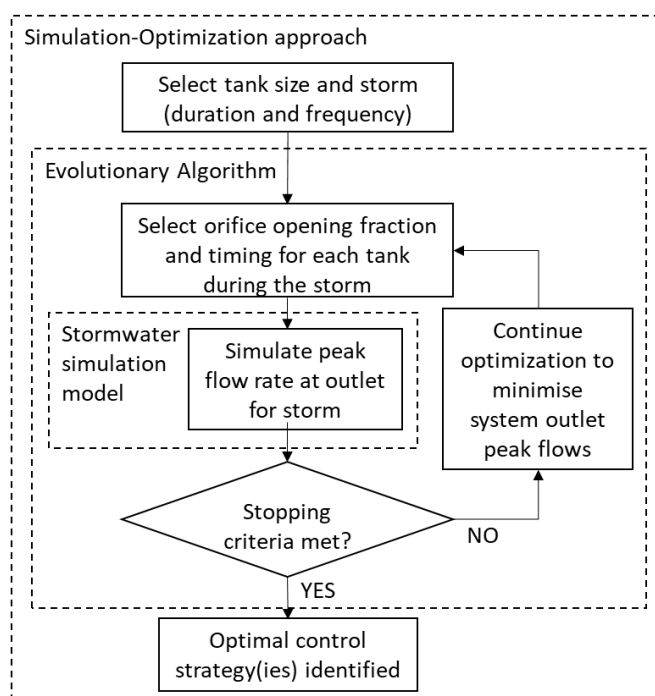 Simulation-Optimization approach
Select tank size and storm
(duration and frequency)
Evolutionary Algorithm
Select orifice opening fraction
and timing for each tank
during the storm
Stormwater
simulation
model
Simulate peak
flow rate at outlet
for storm
Continue
optimization to
minimise
system outlet
peak flows
Stopping
criteria met?
NO
YES
Optimal control
strategy(ies) identified